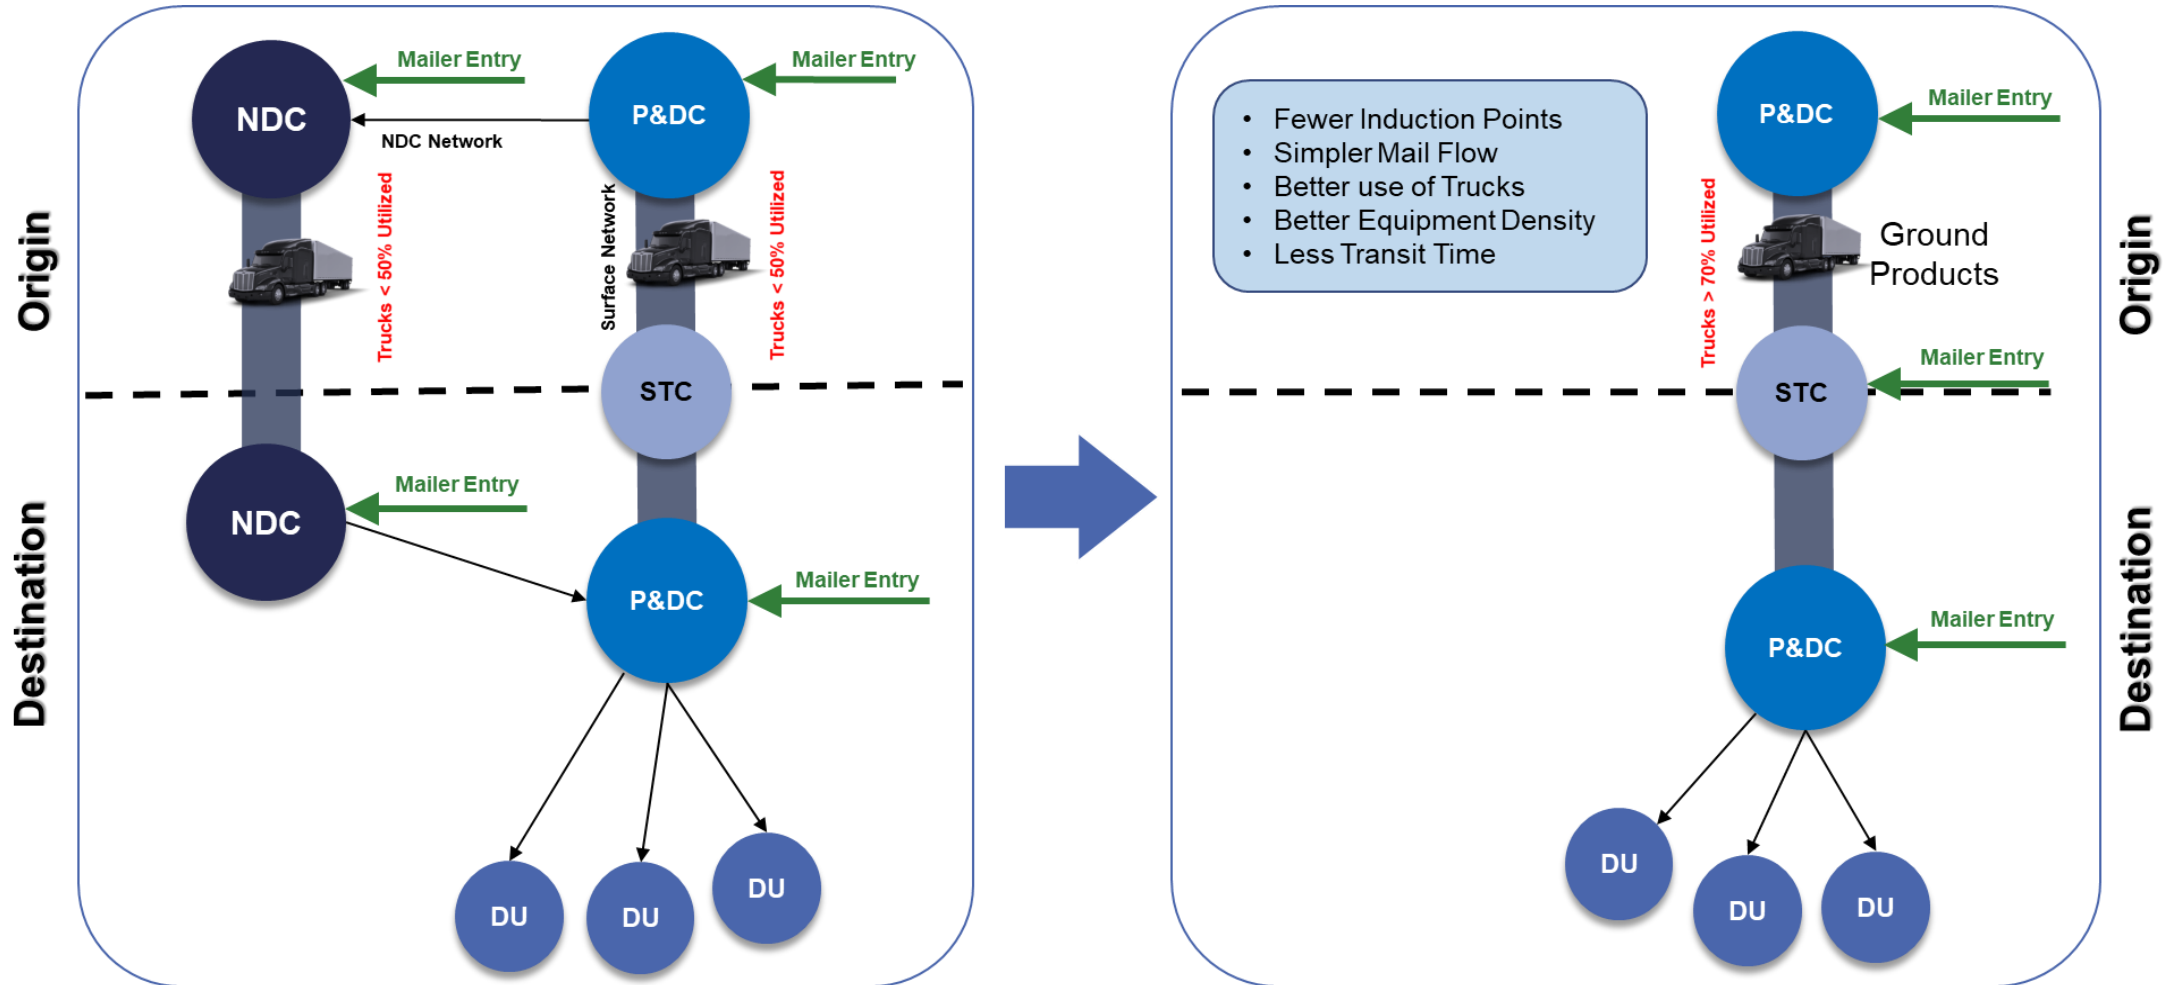 Mailer Entry
NDC
Mailer Entry
P&DC
NDC Network
Trucks < 50% Utilized
Surface Network
Trucks < 50% Utilized
Origin
STC
Mailer Entry
NDC
Destination
Mailer Entry
P&DC
DU
DU
DU
• Fewer Induction Points
• Simpler Mail Flow
• Better use of Trucks
• Better Equipment Density
• Less Transit Time
P&DC
Mailer Entry
Trucks > 70% Utilized
Ground
Products
Origin
Mailer Entry
STC
Mailer Entry
P&DC
Destination
DU
DU
DU